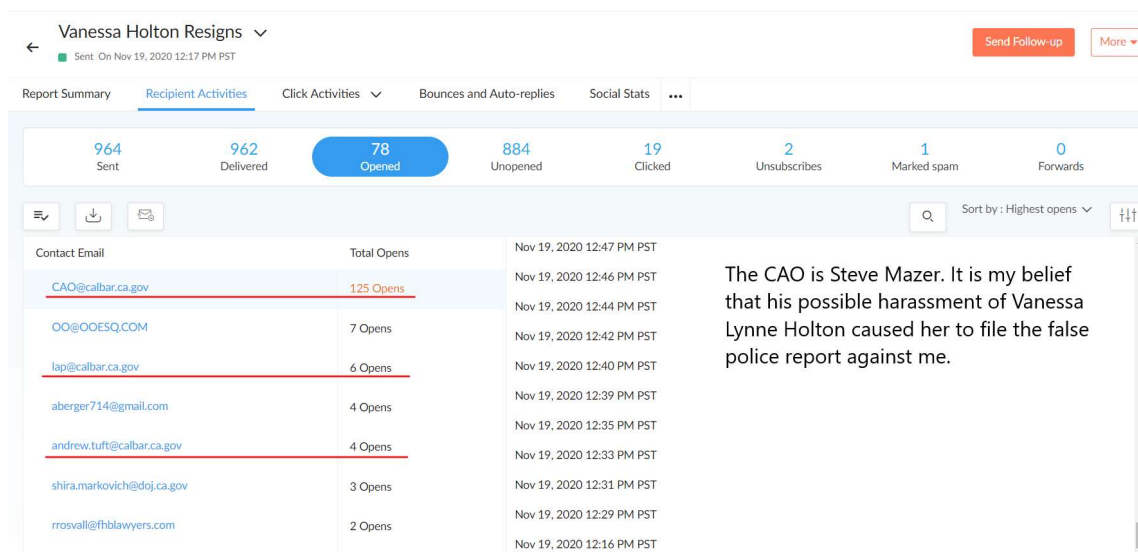 Vanessa Holton Resigns
Sent On Nov 19, 2020 12:17 PM PST
Send Follow-up
More
Report Summary
Recipient Activities
Click Activities
Bounces and Auto-replies
Social Stats
...
964
Sent
962
Delivered
78
Opened
884
Unopened
19
Clicked
2
Unsubscribes
1
Marked spam
0
Forwards
Sort by : Highest opens
Contact Email
Total Opens
CAO@calbar.ca.gov
125 Opens
OO@OOESQ.COM
7 Opens
lap@calbar.ca.gov
6 Opens
aberger714@gmail.com
4 Opens
andrew.tuft@calbar.ca.gov
4 Opens
shira.markovich@doj.ca.gov
3 Opens
rrosvall@fhblawyers.com
2 Opens
Nov 19, 2020 12:47 PM PST
Nov 19, 2020 12:46 PM PST
Nov 19, 2020 12:44 PM PST
Nov 19, 2020 12:42 PM PST
Nov 19, 2020 12:40 PM PST
Nov 19, 2020 12:39 PM PST
Nov 19, 2020 12:35 PM PST
Nov 19, 2020 12:33 PM PST
Nov 19, 2020 12:31 PM PST
Nov 19, 2020 12:29 PM PST
Nov 19, 2020 12:16 PM PST
The CAO is Steve Mazer. It is my belief
that his possible harassment of Vanessa
Lynne Holton caused her to file the false
police report against me.